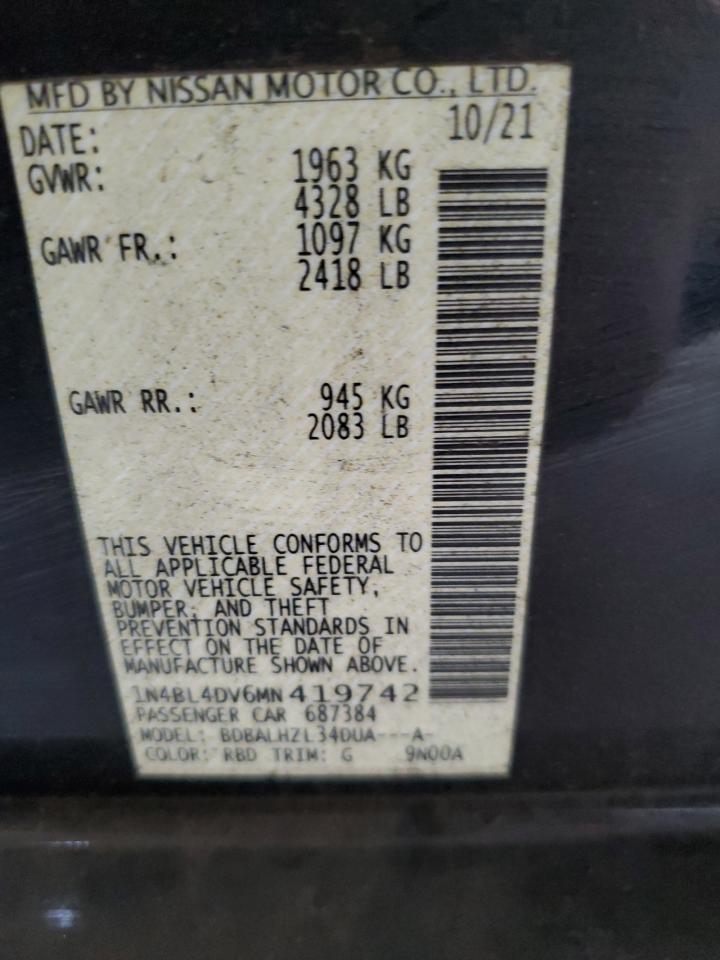 MFD BY NISSAN MOTOR CO., LTD.
DATE: 10/21
GVWR: 1963 KG
4328 LB
GAWR FR.: 1097 KG
2418 LB
GAWR RR.: 945 KG
2083 LB
THIS VEHICLE CONFORMS TO
ALL APPLICABLE FEDERAL
MOTOR VEHICLE SAFETY,
BUMPER, AND THEFT
PREVENTION STANDARDS IN
EFFECT ON THE DATE OF
MANUFACTURE SHOWN ABOVE.
1N4BL4DV6MN419742
PASSENGER CAR 687384
MODEL: BDBALHZL34DUA---A-
COLOR: RBD TRIM: G 9N00A